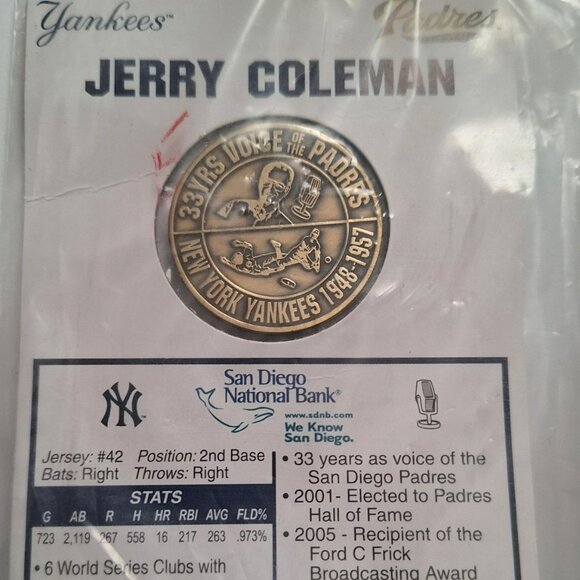 Yankees™ Padres
JERRY COLEMAN
33YRS VOICE OF THE PADRES
NEW YORK YANKEES 1948-1957
NY™
San Diego
National Bank®
www.sdnb.com
We Know
San Diego.
Jersey: #42 Position: 2nd Base
Bats: Right Throws: Right
STATS
G AB R H HR RBI AVG FLD%
723 2,119 267 558 16 217 263 .973%
• 6 World Series Clubs with
• 33 years as voice of the
San Diego Padres
• 2001- Elected to Padres
Hall of Fame
• 2005 - Recipient of the
Ford C Frick
Broadcasting Award